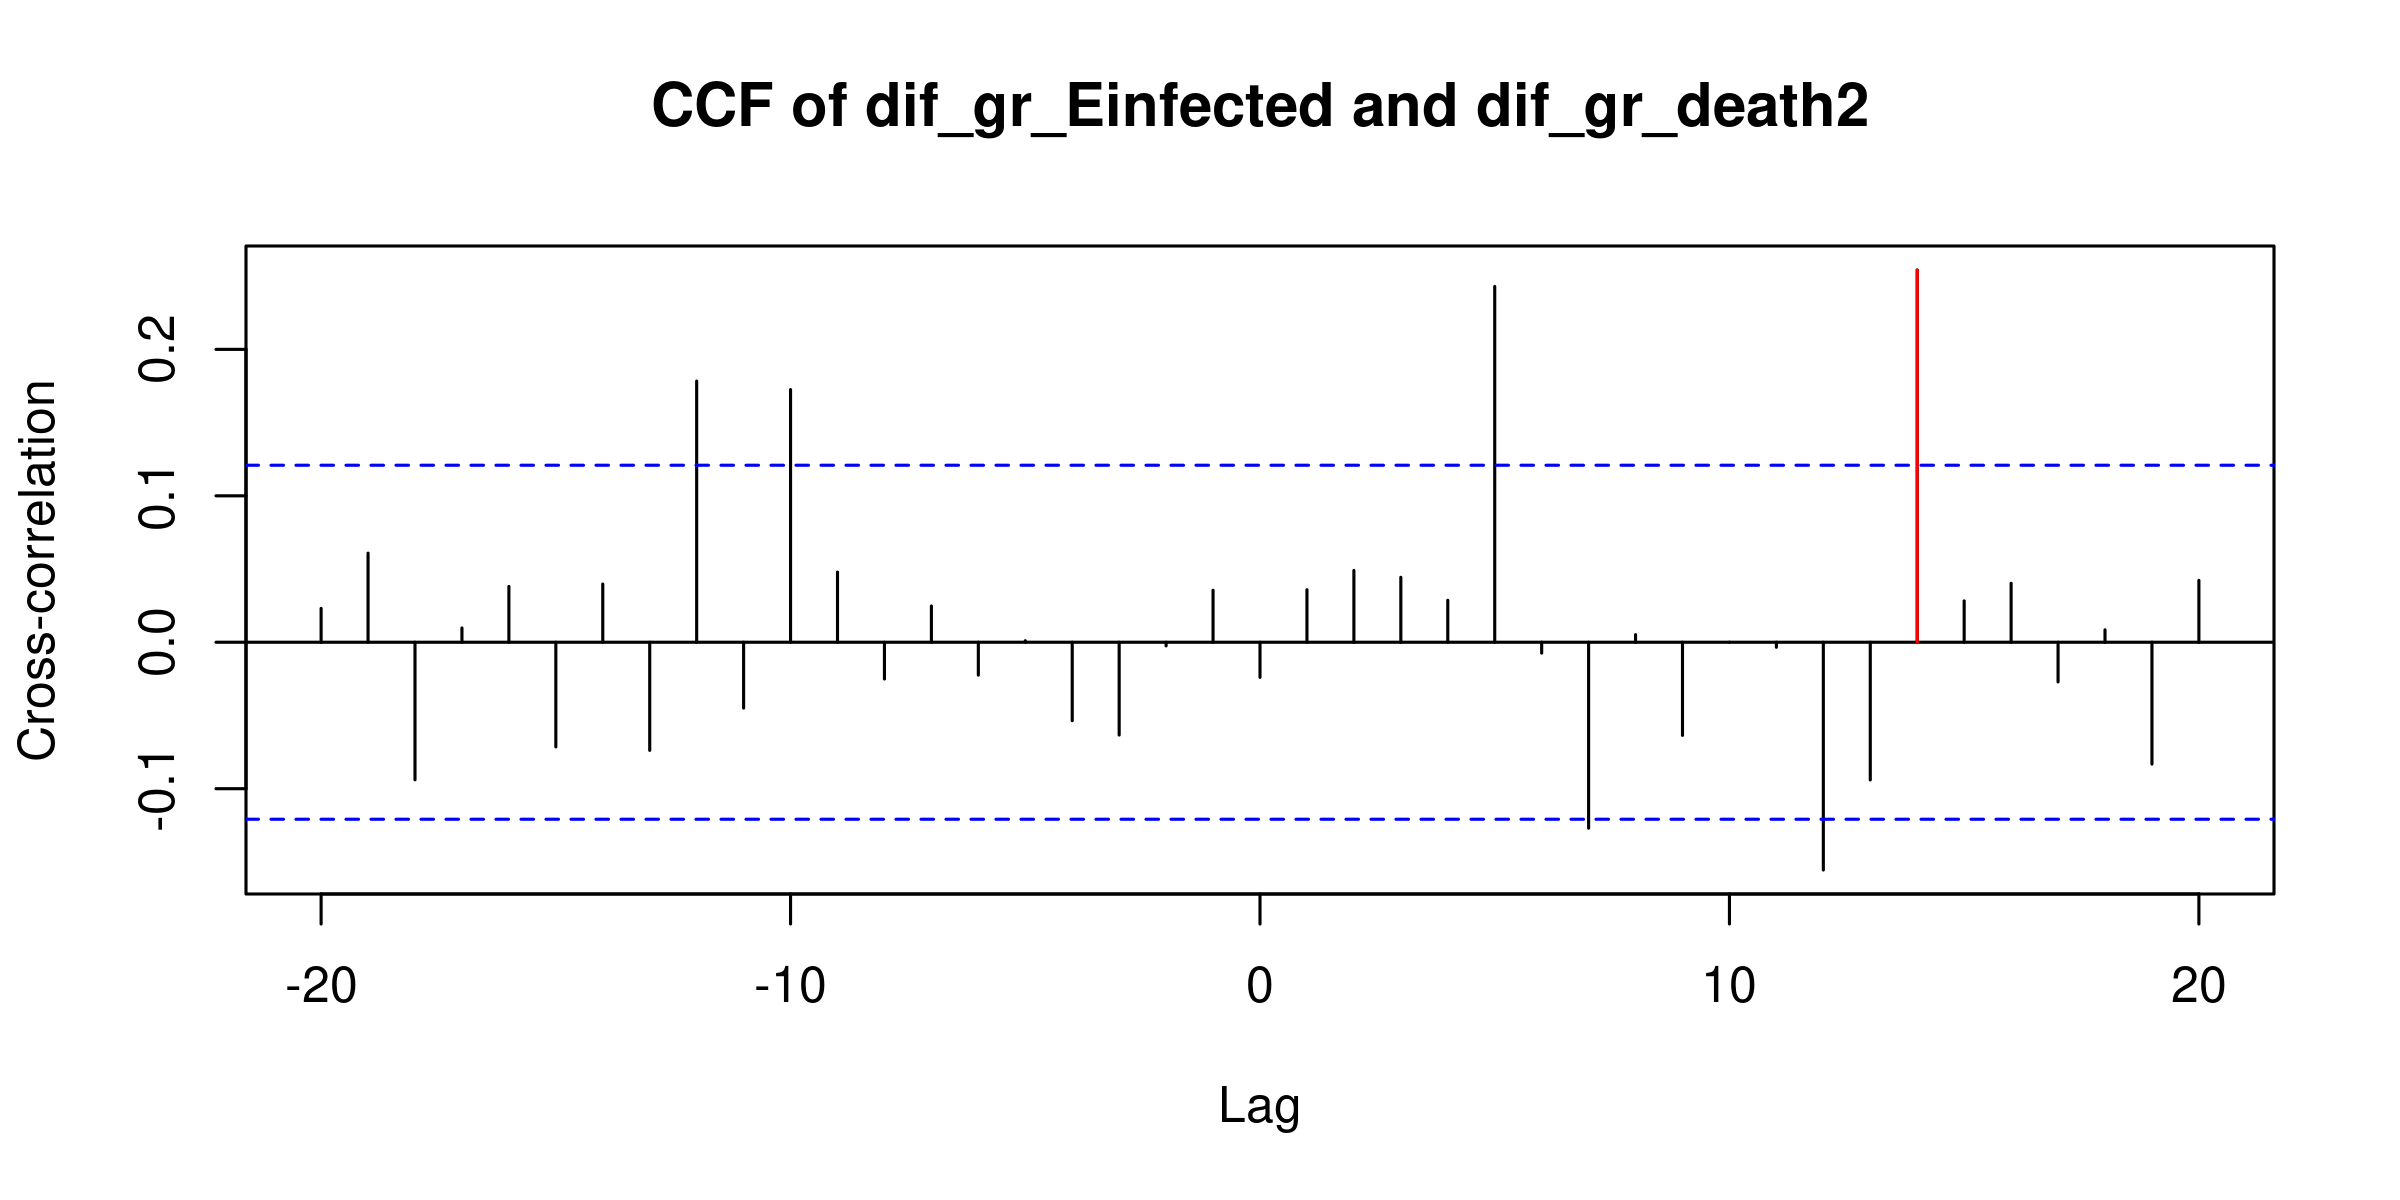 CCF of dif_gr_Einfected and dif_gr_death2
Cross-correlation
0.2
0.1
0.0
-0.1
-20 -10 0 10 20
Lag